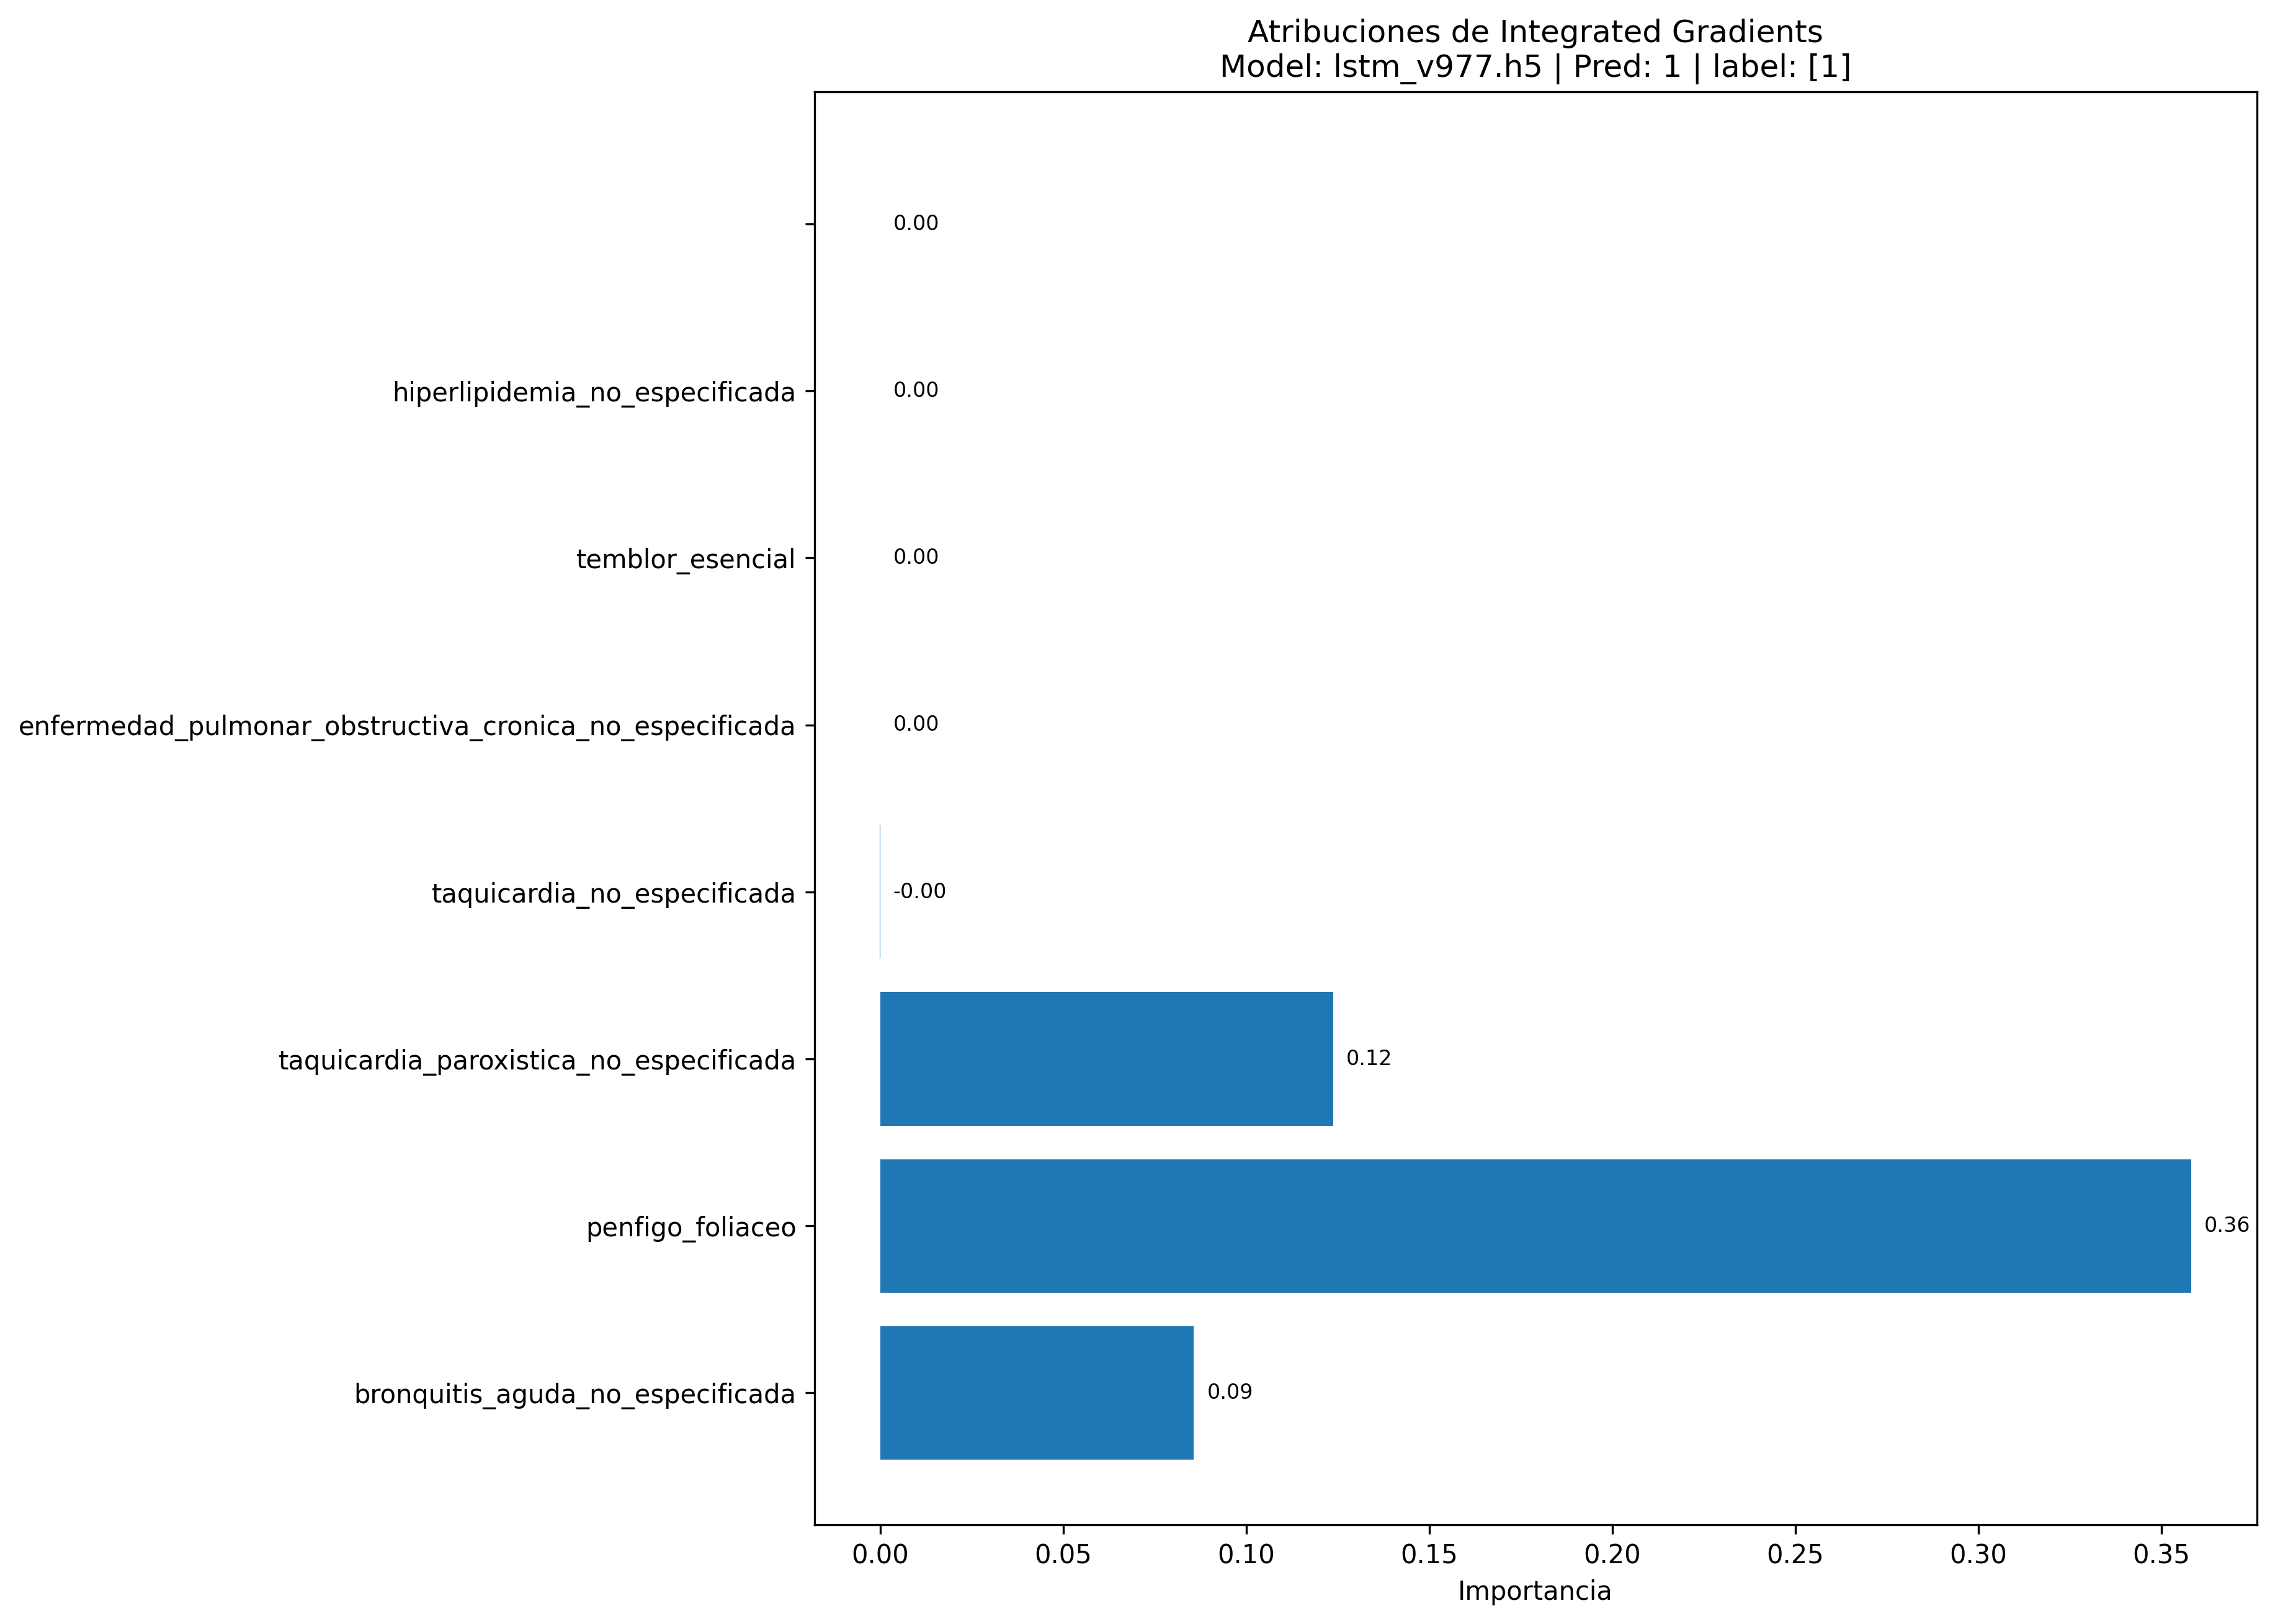 Atribuciones de Integrated Gradients
Model: lstm_v977.h5 | Pred: 1 | label: [1]
0.00
hiperlipidemia_no_especificada 0.00
temblor_esencial 0.00
enfermedad_pulmonar_obstructiva_cronica_no_especificada 0.00
taquicardia_no_especificada -0.00
taquicardia_paroxistica_no_especificada 0.12
penfigo_foliaceo 0.36
bronquitis_aguda_no_especificada 0.09
0.00 0.05 0.10 0.15 0.20 0.25 0.30 0.35
Importancia